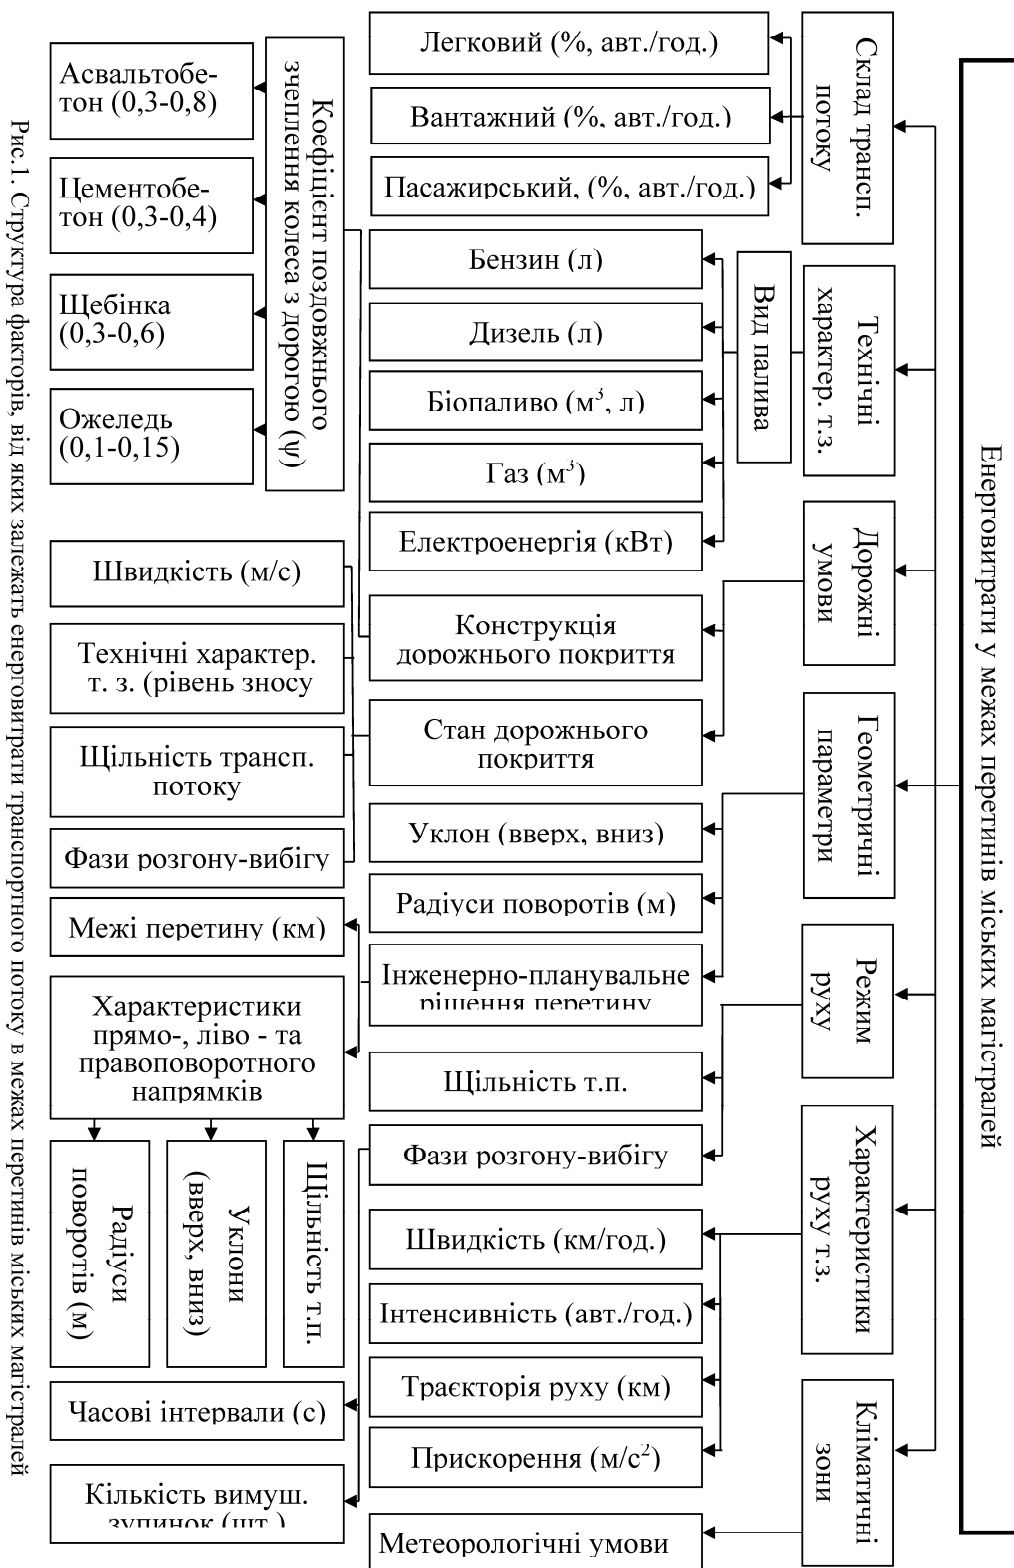 Енерговитрати у межах перетинів міських магістралей
Склад трансп.
потоку
Легковий (%, авт./год.)
Вантажний (%, авт./год.)
Пасажирський, (%, авт./год.)
Технічні
характер. т.з.
Вид палива
Бензин (л)
Дизель (л)
Біопаливо (м³, л)
Газ (м³)
Електроенергія (кВт)
Дорожні
умови
Конструкція
дорожнього покриття
Стан дорожнього
покриття
Коефіцієнт поздовжнього
зчеплення колеса з дорогою (ψ)
Асвальтобе-
тон (0,3-0,8)
Цементобе-
тон (0,3-0,4)
Щебінка
(0,3-0,6)
Ожеледь
(0,1-0,15)
Швидкість (м/с)
Технічні характер.
т. з. (рівень зносу
Щільність трансп.
потоку
Фази розгону-вибігу
Геометричні
параметри
Уклон (вверх, вниз)
Радіуси поворотів (м)
Інженерно-планувальне
рішення перетину
Межі перетину (км)
Характеристики
прямо-, ліво - та
правоповоротного
напрямків
Радіуси
поворотів (м)
Уклони
(вверх, вниз)
Щільність т.п.
Режим
руху
Щільність т.п.
Фази розгону-вибігу
Часові інтервали (с)
Кількість вимуш.
зупинок (шт.)
Характеристики
руху т.з.
Швидкість (км/год.)
Інтенсивність (авт./год.)
Траєкторія руху (км)
Прискорення (м/с²)
Кліматичні
зони
Метеорологічні умови
Рис.1. Структура факторів, від яких залежать енерговитрати транспортного потоку в межах перетинів міських магістралей